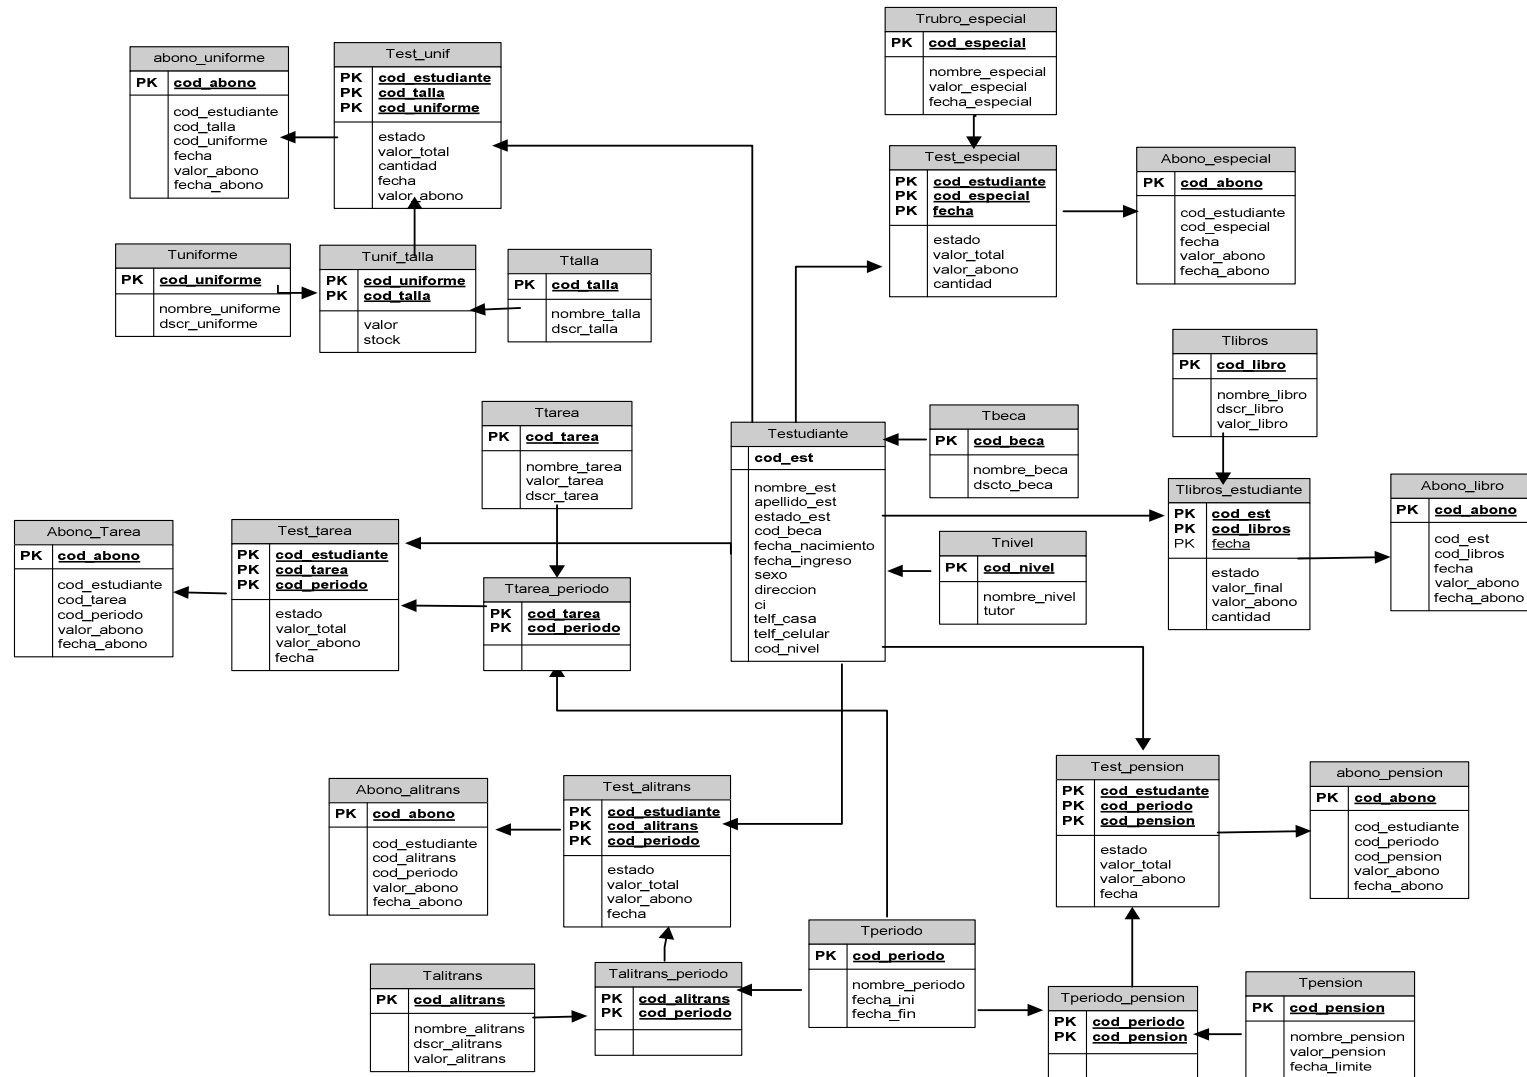 Trubro_especial
PK cod_especial
nombre_especial
valor_especial
fecha_especial
abono_uniforme
PK cod_abono
cod_estudiante
cod_talla
cod_uniforme
fecha
valor_abono
fecha_abono
Test_unif
PK cod_estudiante
PK cod_talla
PK cod_uniforme
estado
valor_total
cantidad
fecha
valor_abono
Test_especial
PK cod_estudiante
PK cod_especial
PK fecha
estado
valor_total
valor_abono
cantidad
Abono_especial
PK cod_abono
cod_estudiante
cod_especial
fecha
valor_abono
fecha_abono
Tuniforme
PK cod_uniforme
nombre_uniforme
dscr_uniforme
Tunif_talla
PK cod_uniforme
PK cod_talla
valor
stock
Ttalla
PK cod_talla
nombre_talla
dscr_talla
Tlibros
PK cod_libro
nombre_libro
dscr_libro
valor_libro
Ttarea
PK cod_tarea
nombre_tarea
valor_tarea
dscr_tarea
Testudiante
cod_est
nombre_est
apellido_est
estado_est
cod_beca
fecha_nacimiento
fecha_ingreso
sexo
direccion
ci
telf_casa
telf_celular
cod_nivel
Tbeca
PK cod_beca
nombre_beca
dscto_beca
Tlibros_estudiante
PK cod_est
PK cod_libros
PK fecha
estado
valor_final
valor_abono
cantidad
Abono_libro
PK cod_abono
cod_est
cod_libros
fecha
valor_abono
fecha_abono
Abono_Tarea
PK cod_abono
cod_estudiante
cod_tarea
cod_periodo
valor_abono
fecha_abono
Test_tarea
PK cod_estudiante
PK cod_tarea
PK cod_periodo
estado
valor_total
valor_abono
fecha
Ttarea_periodo
PK cod_tarea
PK cod_periodo
Tnivel
PK cod_nivel
nombre_nivel
tutor
Abono_alitrans
PK cod_abono
cod_estudiante
cod_alitrans
cod_periodo
valor_abono
fecha_abono
Test_alitrans
PK cod_estudiante
PK cod_alitrans
PK cod_periodo
estado
valor_total
valor_abono
fecha
Test_pension
PK cod_estudante
PK cod_periodo
PK cod_pension
estado
valor_total
valor_abono
fecha
abono_pension
PK cod_abono
cod_estudiante
cod_periodo
cod_pension
valor_abono
fecha_abono
Talitrans
PK cod_alitrans
nombre_alitrans
dscr_alitrans
valor_alitrans
Talitrans_periodo
PK cod_alitrans
PK cod_periodo
Tperiodo
PK cod_periodo
nombre_periodo
fecha_ini
fecha_fin
Tperiodo_pension
PK cod_periodo
PK cod_pension
Tpension
PK cod_pension
nombre_pension
valor_pension
fecha_limite